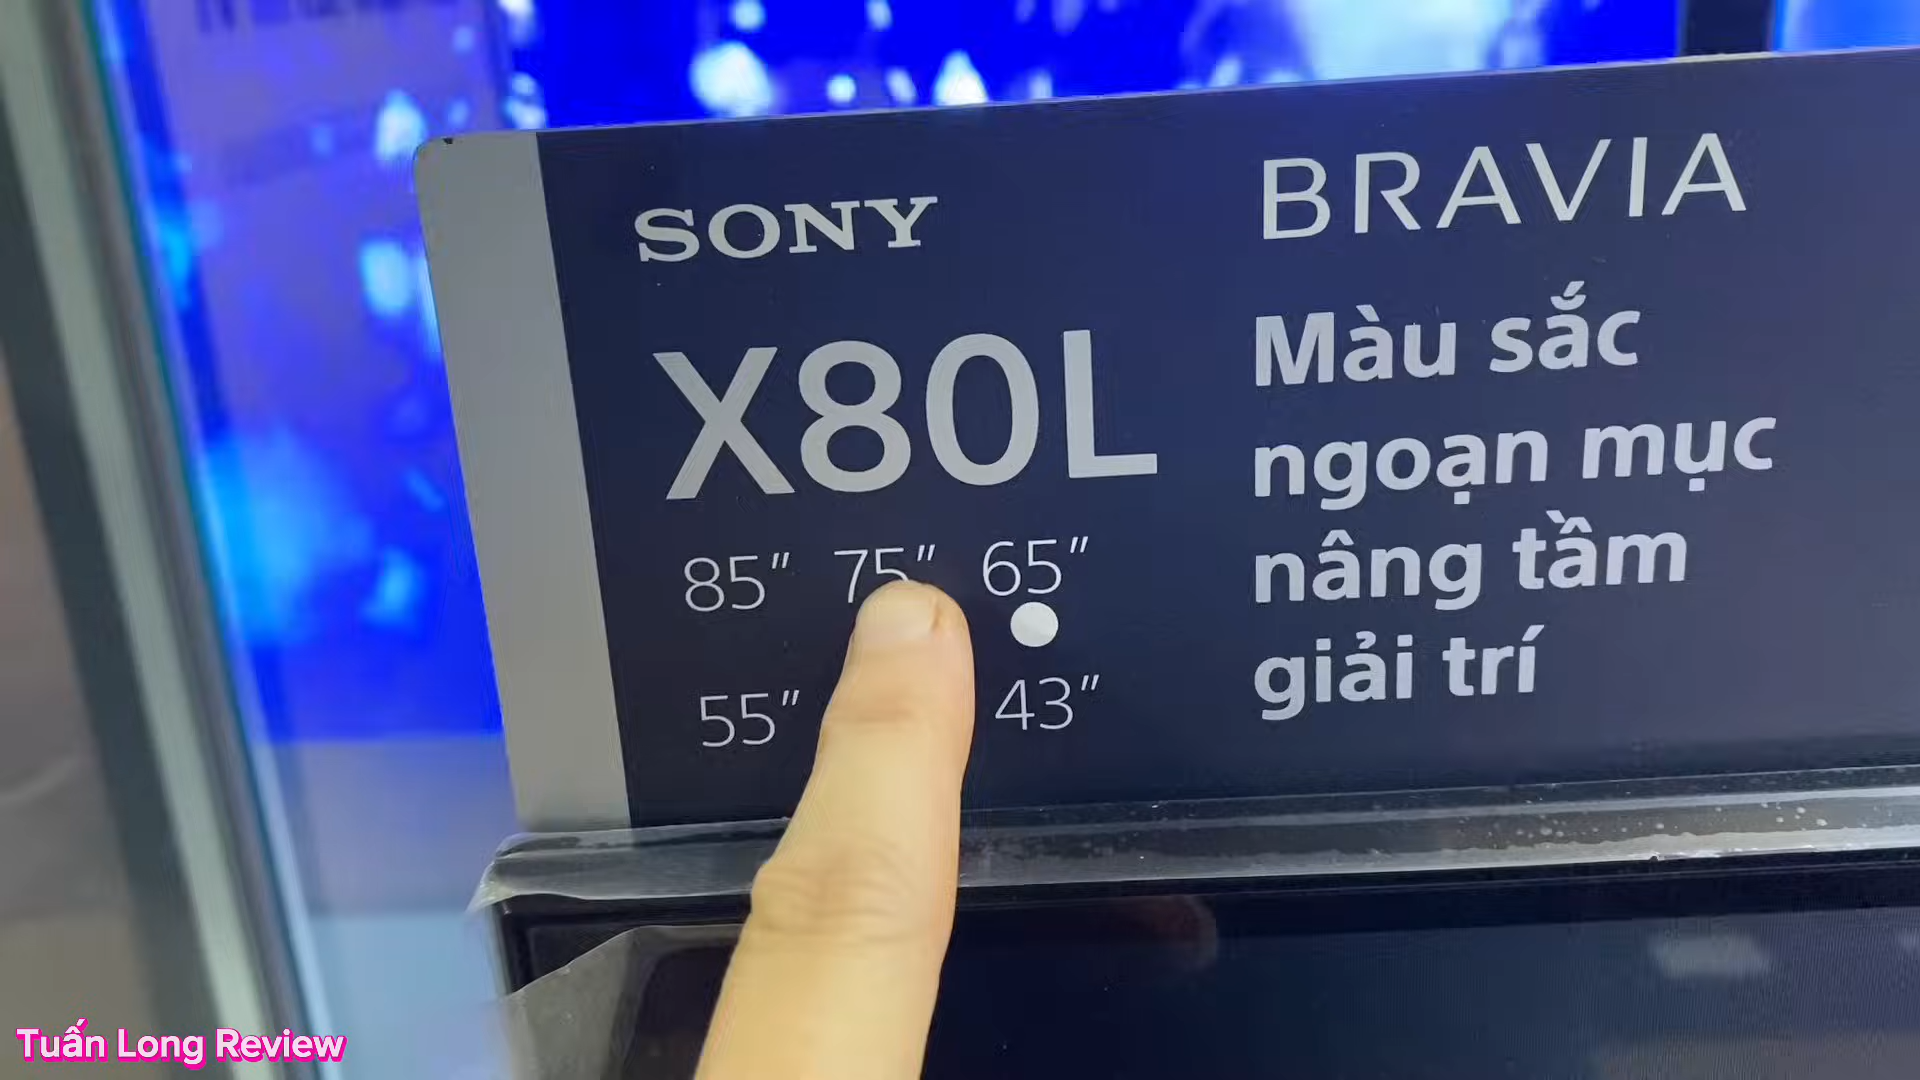 SONY
BRAVIA
X80L
85" 75" 65"
55" 43"
Màu sắc
ngoạn mục
nâng tầm
giải trí
Tuấn Long Review